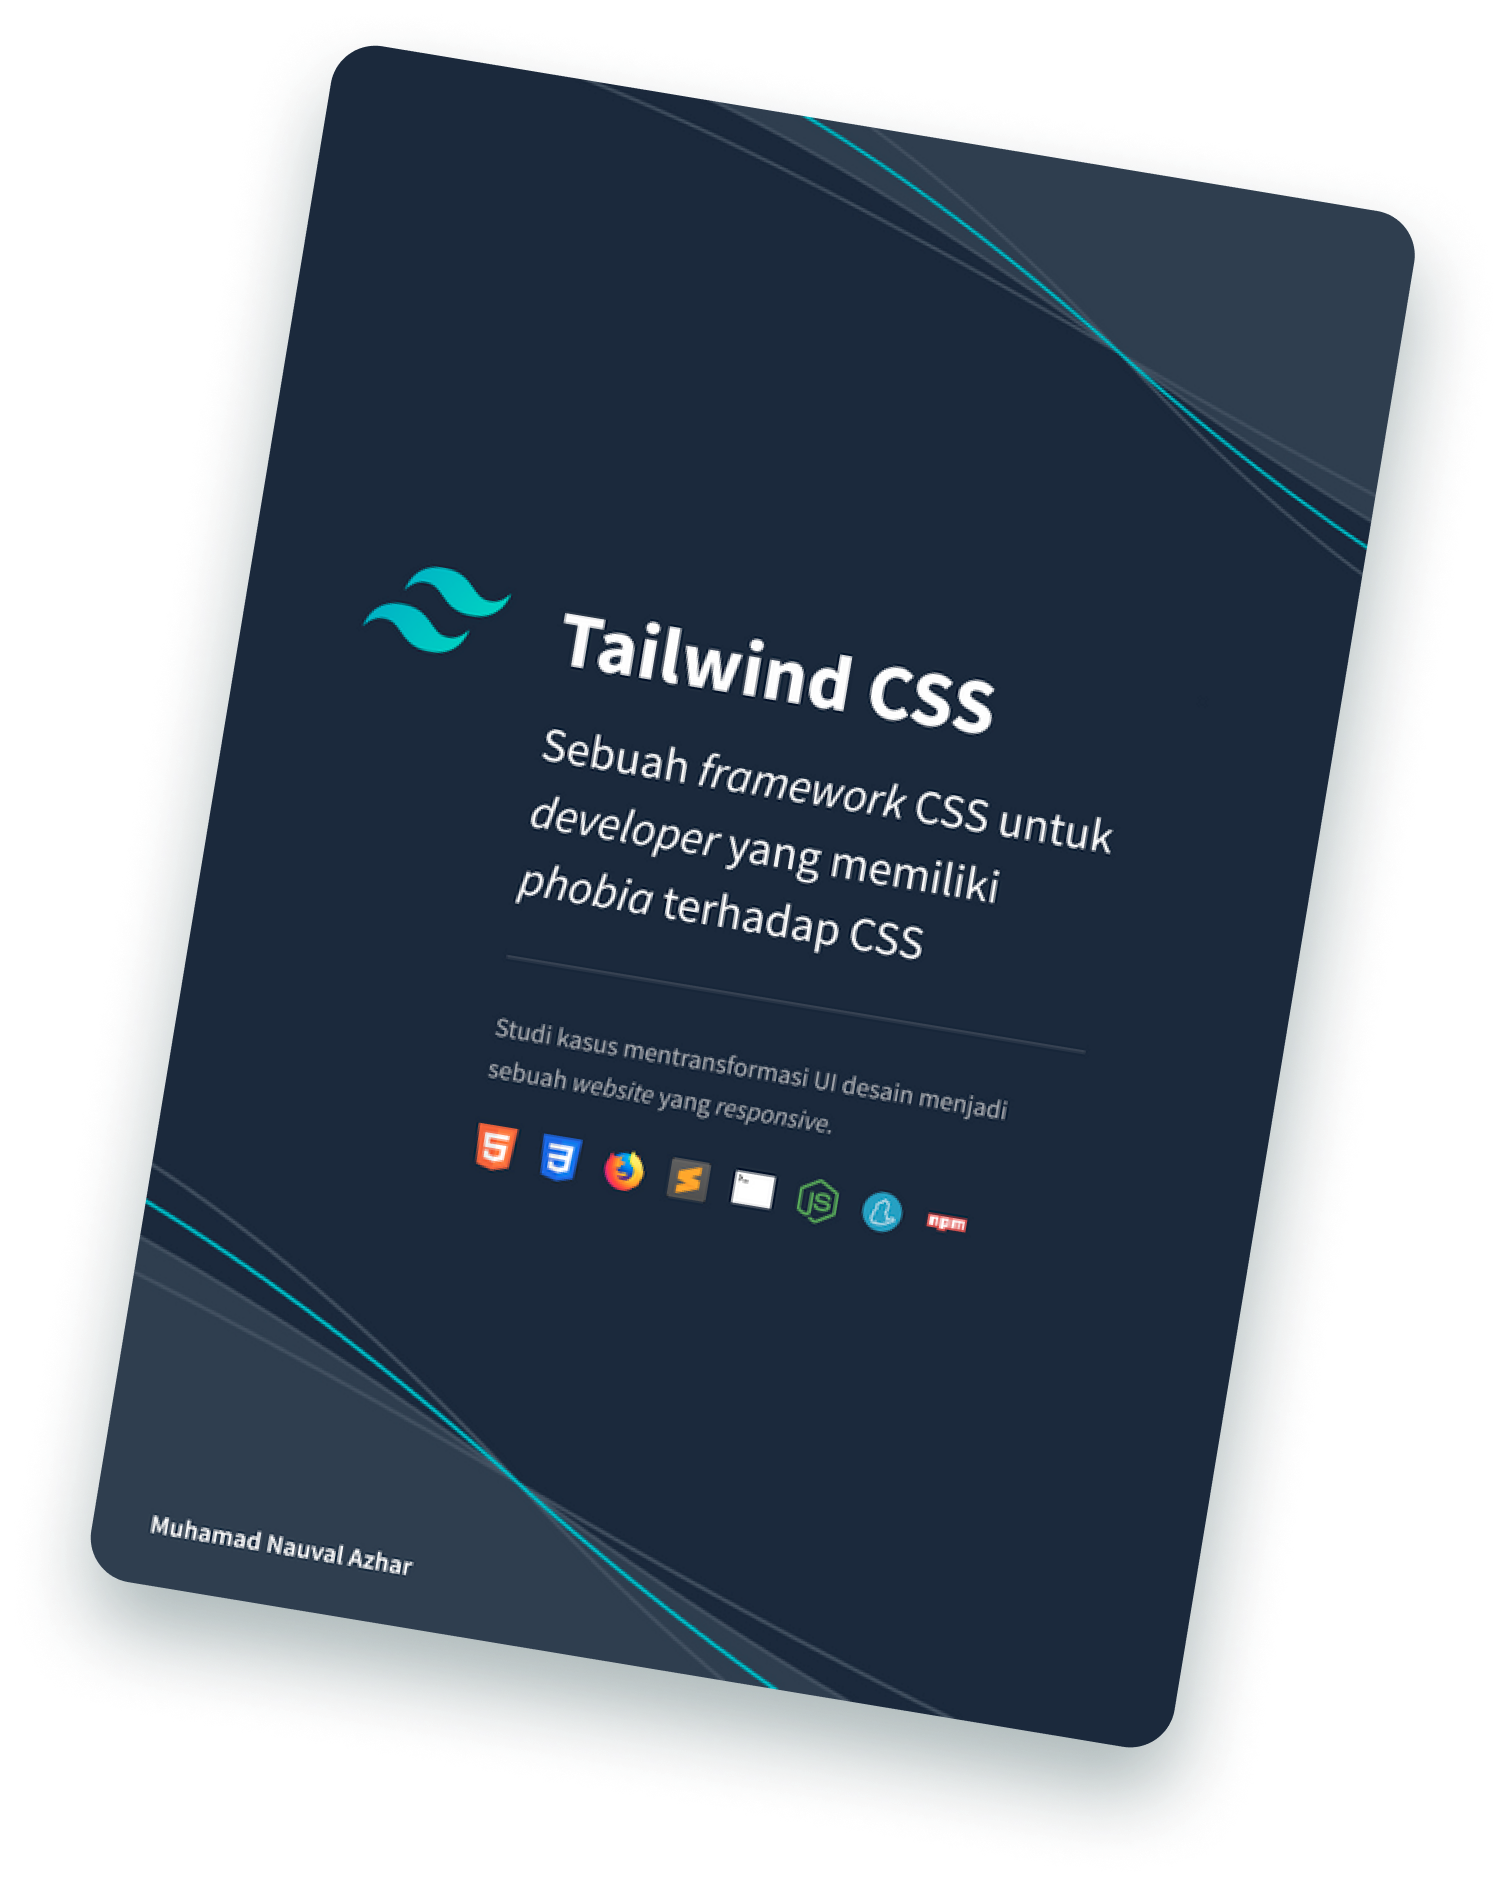 Tailwind CSS
Sebuah framework CSS untuk
developer yang memiliki
phobia terhadap CSS
Studi kasus mentransformasi UI desain menjadi
sebuah website yang responsive.
5
3
>_
JS
npm
Muhamad Nauval Azhar